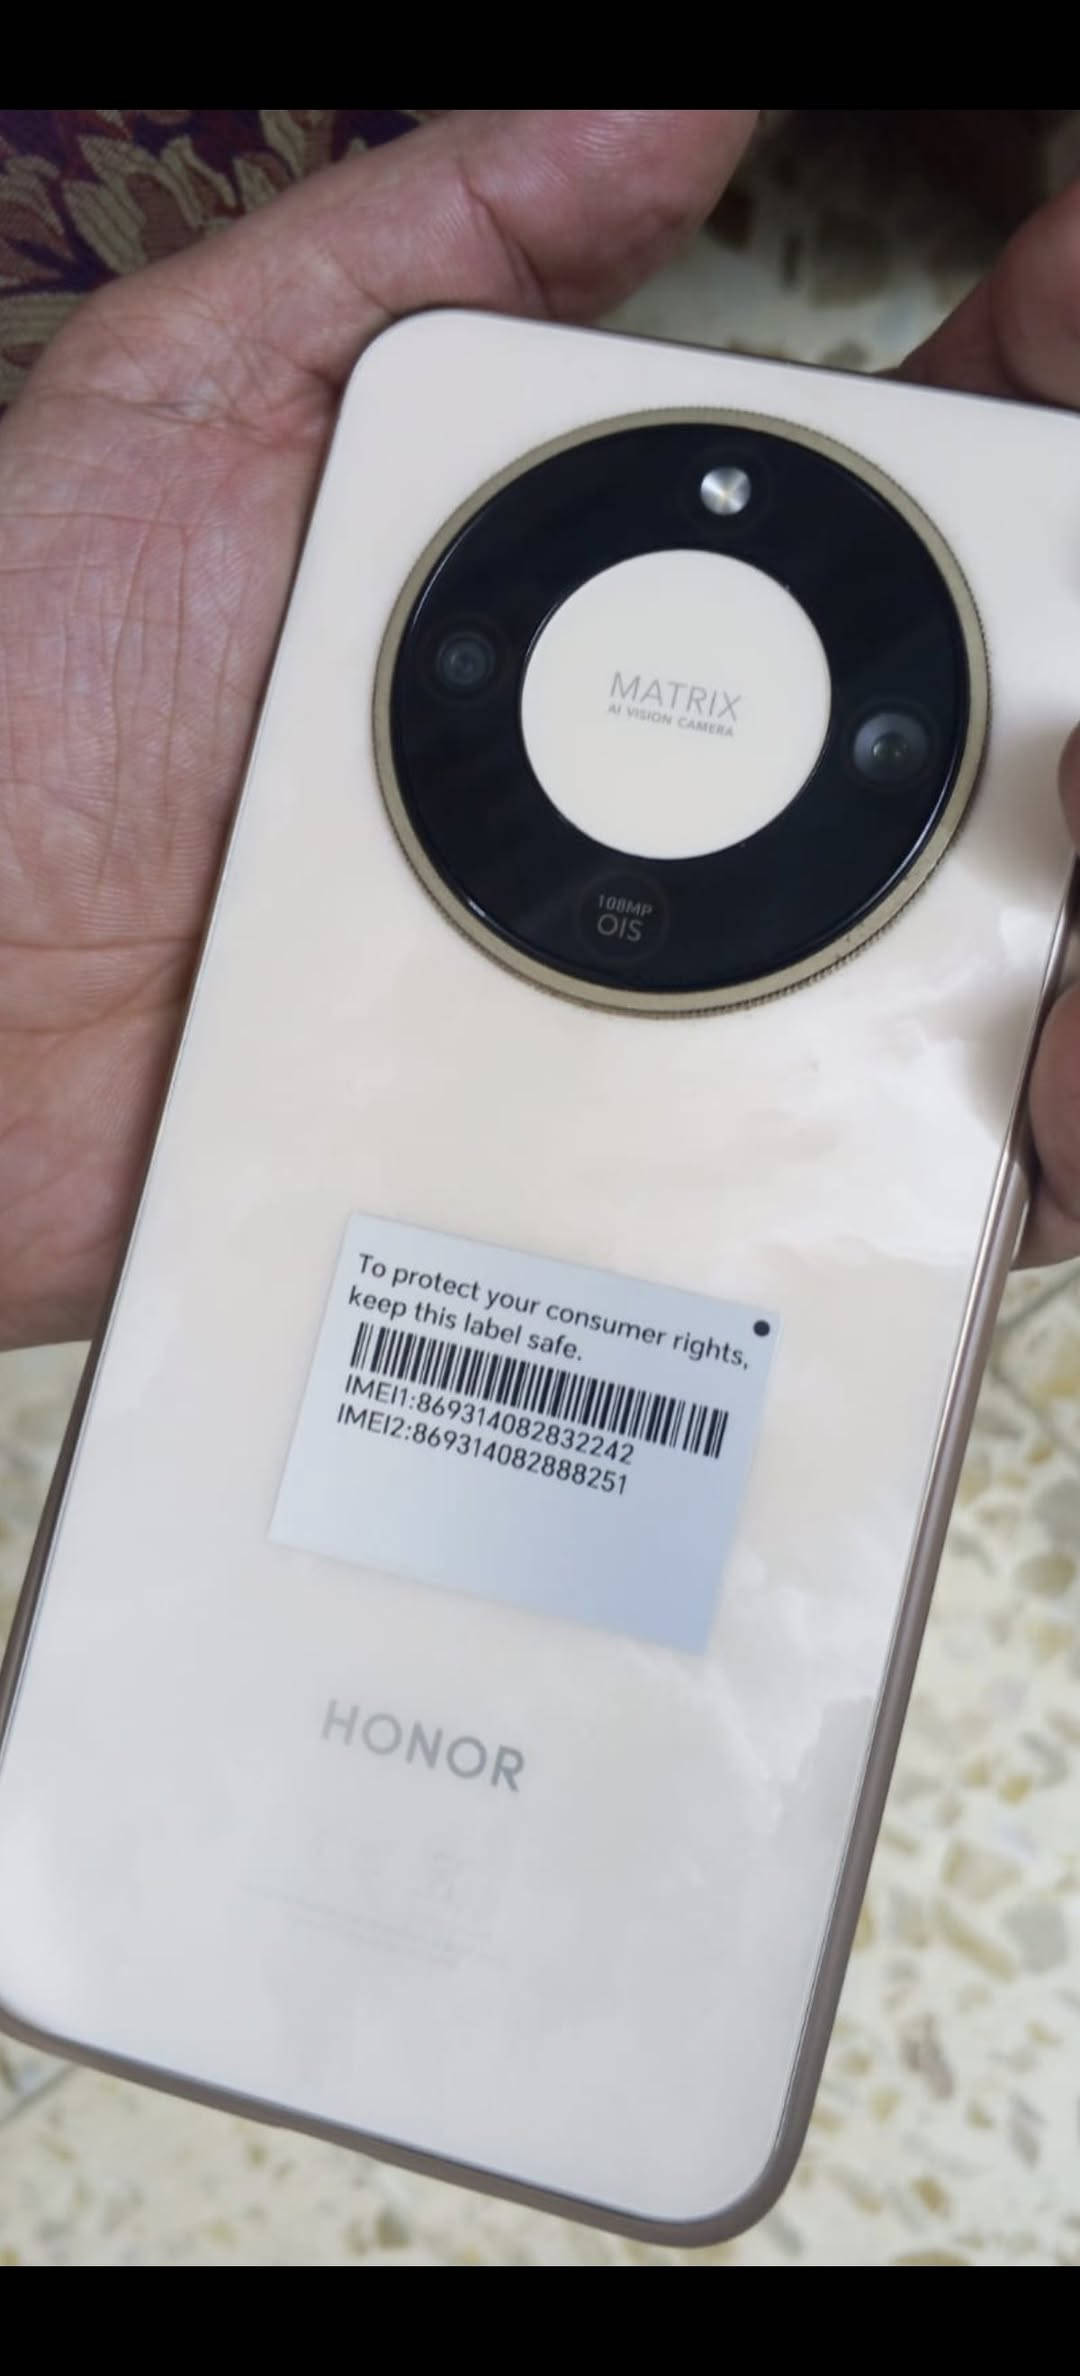 MATRIX
AI VISION CAMERA
108MP
OIS
To protect your consumer rights,
keep this label safe.
IMEI1:869314082832242
IMEI2:869314082888251
HONOR